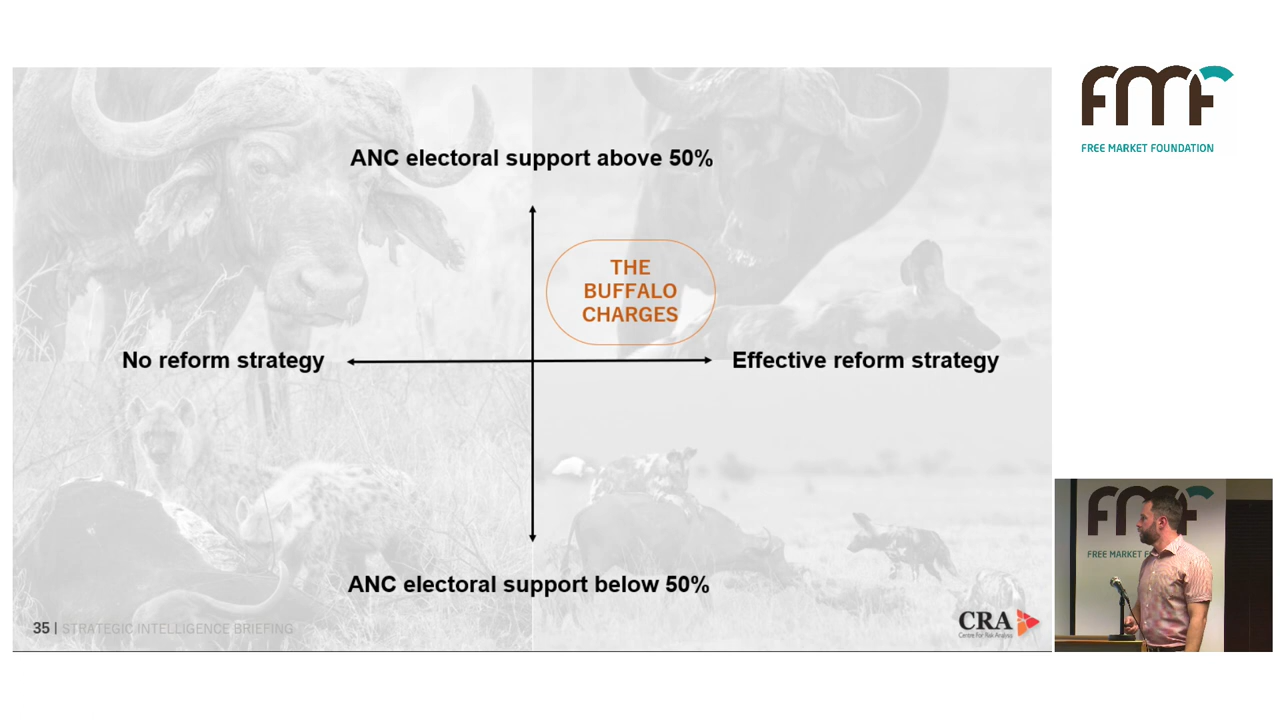 ANC electoral support above 50%
THE
BUFFALO
CHARGES
No reform strategy
Effective reform strategy
ANC electoral support below 50%
35 | STRATEGIC INTELLIGENCE BRIEFING
CRA
Centre For Risk Analysis
FMF
FREE MARKET FOUNDATION
FMF
FREE MARKET F